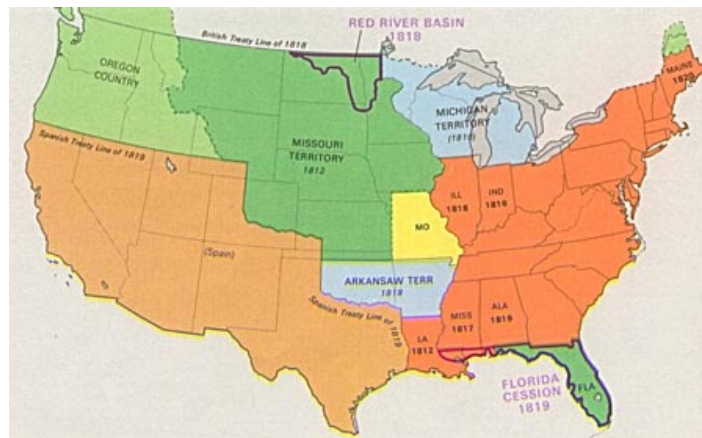 RED RIVER BASIN
1818
British Treaty Line of 1818
OREGON
COUNTRY
MAINE
1820
MICHIGAN
TERRITORY
(1818)
Spanish Treaty Line of 1819
MISSOURI
TERRITORY
1812
ILL
1818
IND
1816
MO
(Spain)
ARKANSAW TERR
1819
Spanish Treaty Line of 1819
MISS
1817
ALA
1819
LA
1812
FLA
FLORIDA
CESSION
1819